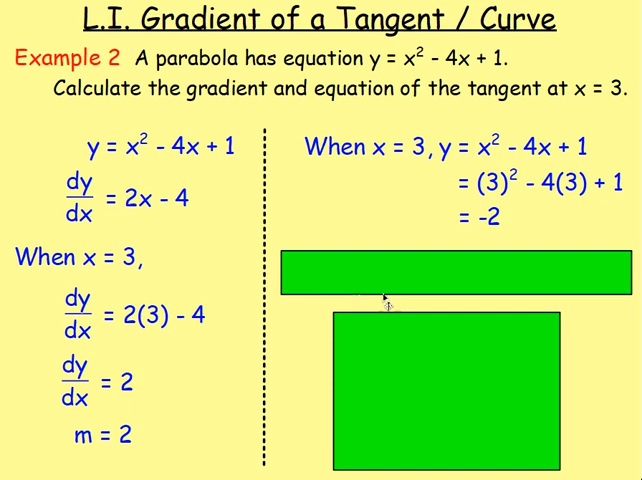 L.I. Gradient of a Tangent / Curve
Example 2 A parabola has equation y = x² - 4x + 1.
Calculate the gradient and equation of the tangent at x = 3.
y = x² - 4x + 1
dy/dx = 2x - 4
When x = 3,
dy/dx = 2(3) - 4
dy/dx = 2
m = 2
When x = 3, y = x² - 4x + 1
= (3)² - 4(3) + 1
= -2